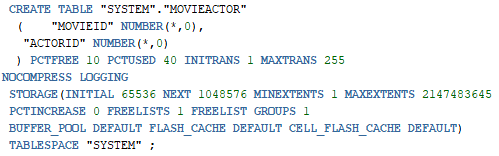 CREATE TABLE "SYSTEM"."MOVIEACTOR"
( "MOVIEID" NUMBER(*,0),
"ACTORID" NUMBER(*,0)
) PCTFREE 10 PCTUSED 40 INITRANS 1 MAXTRANS 255
NOCOMPRESS LOGGING
STORAGE(INITIAL 65536 NEXT 1048576 MINEXTENTS 1 MAXEXTENTS 2147483645
PCTINCREASE 0 FREELISTS 1 FREELIST GROUPS 1
BUFFER_POOL DEFAULT FLASH_CACHE DEFAULT CELL_FLASH_CACHE DEFAULT)
TABLESPACE "SYSTEM" ;